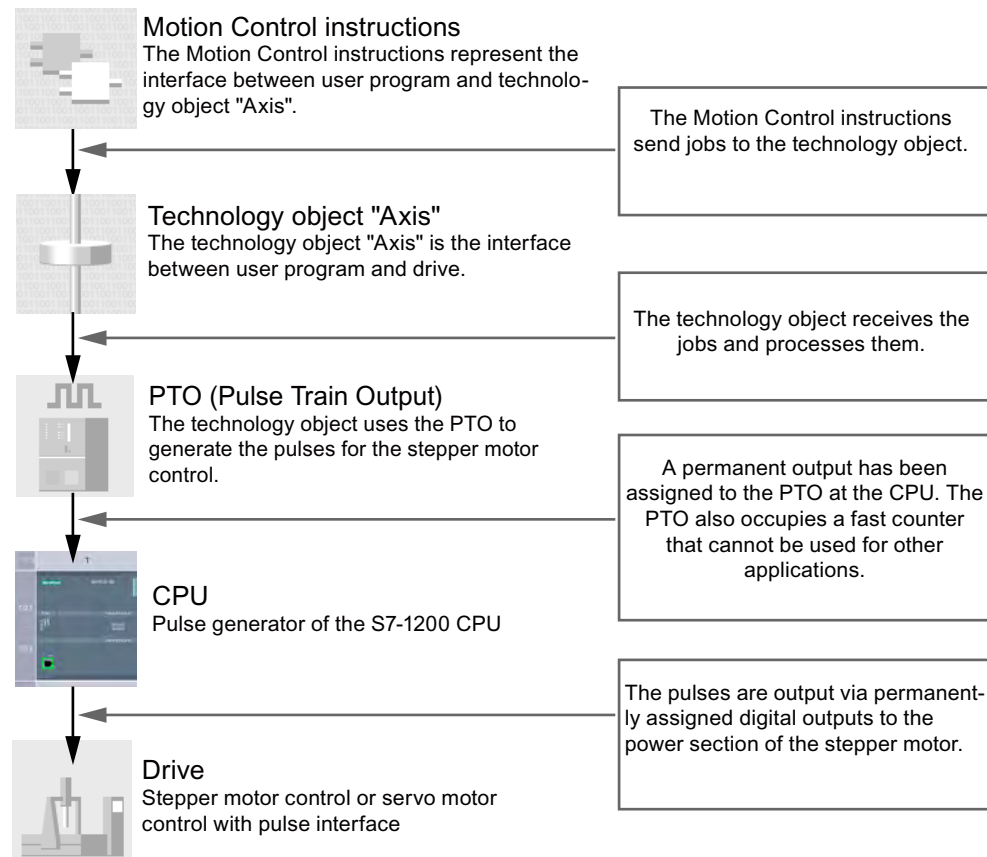 Motion Control instructions
The Motion Control instructions represent the
interface between user program and technolo-
gy object "Axis".
The Motion Control instructions
send jobs to the technology object.
Technology object "Axis"
The technology object "Axis" is the interface
between user program and drive.
The technology object receives the
jobs and processes them.
PTO (Pulse Train Output)
The technology object uses the PTO to
generate the pulses for the stepper motor
control.
A permanent output has been
assigned to the PTO at the CPU. The
PTO also occupies a fast counter
that cannot be used for other
applications.
CPU
Pulse generator of the S7-1200 CPU
The pulses are output via permanent-
ly assigned digital outputs to the
power section of the stepper motor.
Drive
Stepper motor control or servo motor
control with pulse interface